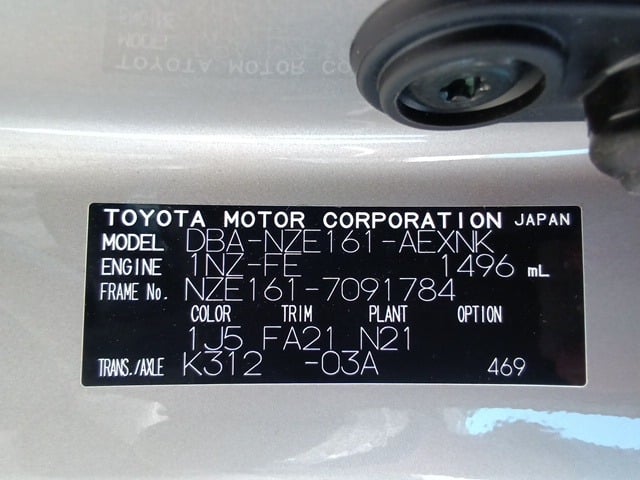 TOYOTA MOTOR CORPORATION JAPAN
MODEL DBA-NZE161-AEXNK
ENGINE 1NZ-FE 1496 mL
FRAME No. NZE161-7091784
COLOR TRIM PLANT OPTION
1J5 FA21 N21
TRANS./AXLE K312 -03A 469